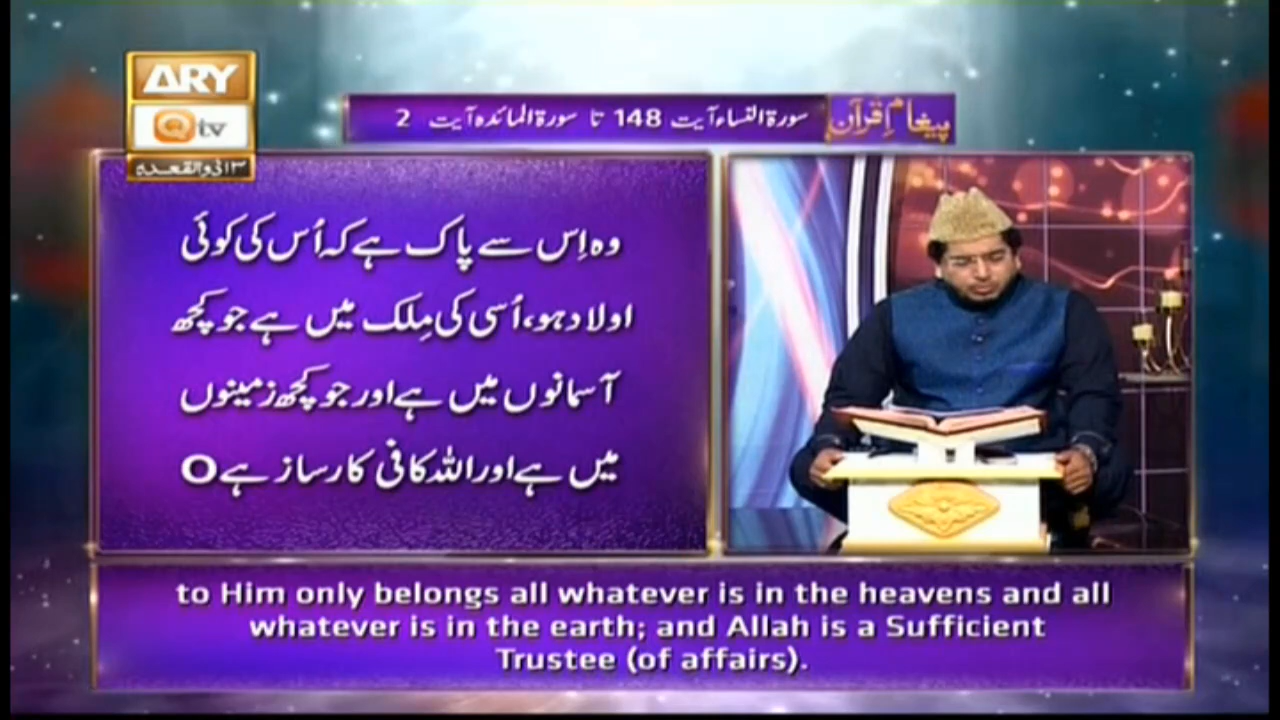 ARY
Qtv
۱۳ ذوالقعدہ
پیغامِ قرآن
سورۃ النساء آیت 148 تا سورۃ المائدہ آیت 2
وہ اِس سے پاک ہے کہ اُس کی کوئی
اولاد ہو، اُسی کی مِلک میں ہے جو کچھ
آسمانوں میں ہے اور جو کچھ زمینوں
میں ہے اور اللہ کافی کارساز ہے O
to Him only belongs all whatever is in the heavens and all
whatever is in the earth; and Allah is a Sufficient
Trustee (of affairs).